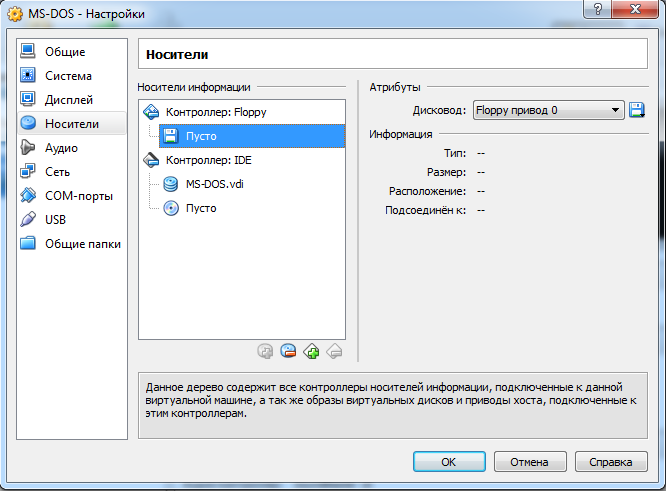 MS-DOS - Настройки
Общие
Система
Дисплей
Носители
Аудио
Сеть
COM-порты
USB
Общие папки
Носители
Носители информации
Контроллер: Floppy
Пусто
Контроллер: IDE
MS-DOS.vdi
Пусто
Атрибуты
Дисковод: Floppy привод 0
Информация
Тип: --
Размер: --
Расположение: --
Подсоединён к: --
Данное дерево содержит все контроллеры носителей информации, подключенные к данной
виртуальной машине, а так же образы виртуальных дисков и приводы хоста, подключенные к
этим контроллерам.
OK Отмена Справка